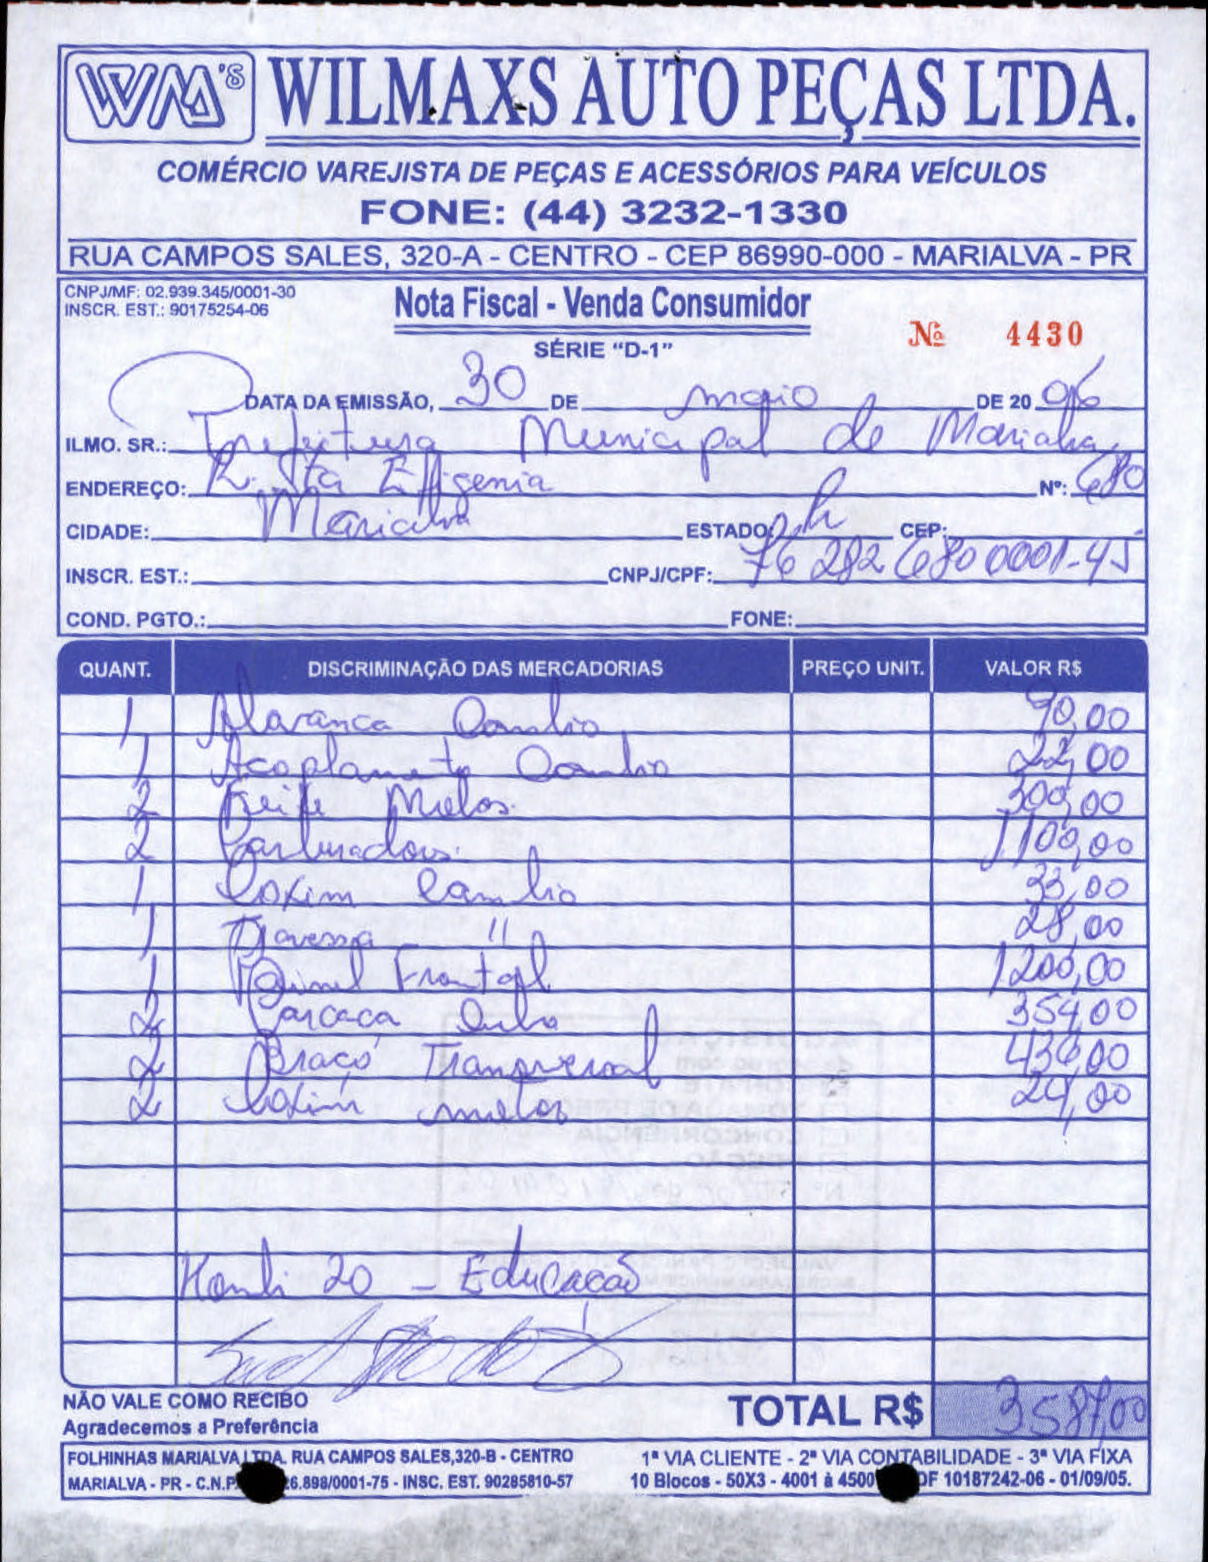 WM'S WILMAXS AUTO PEÇAS LTDA.
COMÉRCIO VAREJISTA DE PEÇAS E ACESSÓRIOS PARA VEÍCULOS
FONE: (44) 3232-1330
RUA CAMPOS SALES, 320-A - CENTRO - CEP 86990-000 - MARIALVA - PR
CNPJ/MF: 02.939.345/0001-30
INSCR. EST.: 90175254-06
Nota Fiscal - Venda Consumidor
Nº 4430
SÉRIE "D-1"
DATA DA EMISSÃO, 30 DE maio DE 2006
ILMO. SR.: Prefeitura Municipal de Marialva
ENDEREÇO: R. Sta Efigenia Nº: 680
CIDADE: Marialva ESTADO: Pr CEP:
INSCR. EST.: CNPJ/CPF: 76 282 680 0001-45
COND. PGTO.: FONE:
QUANT. DISCRIMINAÇÃO DAS MERCADORIAS PREÇO UNIT. VALOR R$
1 Alavanca Cambio 90,00
1 Acoplamento Cambio 22,00
2 Feixe Molas 300,00
2 Carburadores 1100,00
1 Coxim Cambio 33,00
1 Travessa " 28,00
1 Painel Frontal 1200,00
2 Carcaça 354,00
2 Braço Transversal 436,00
2 Coxim molas 24,00
Kombi 20 - Educação
NÃO VALE COMO RECIBO
Agradecemos a Preferência
TOTAL R$ 3587,00
FOLHINHAS MARIALVA LTDA. RUA CAMPOS SALES,320-B - CENTRO
MARIALVA - PR - C.N.P 26.898/0001-75 - INSC. EST. 90285810-57
1ª VIA CLIENTE - 2ª VIA CONTABILIDADE - 3ª VIA FIXA
10 Blocos - 50X3 - 4001 à 4500 DF 10187242-06 - 01/09/05.